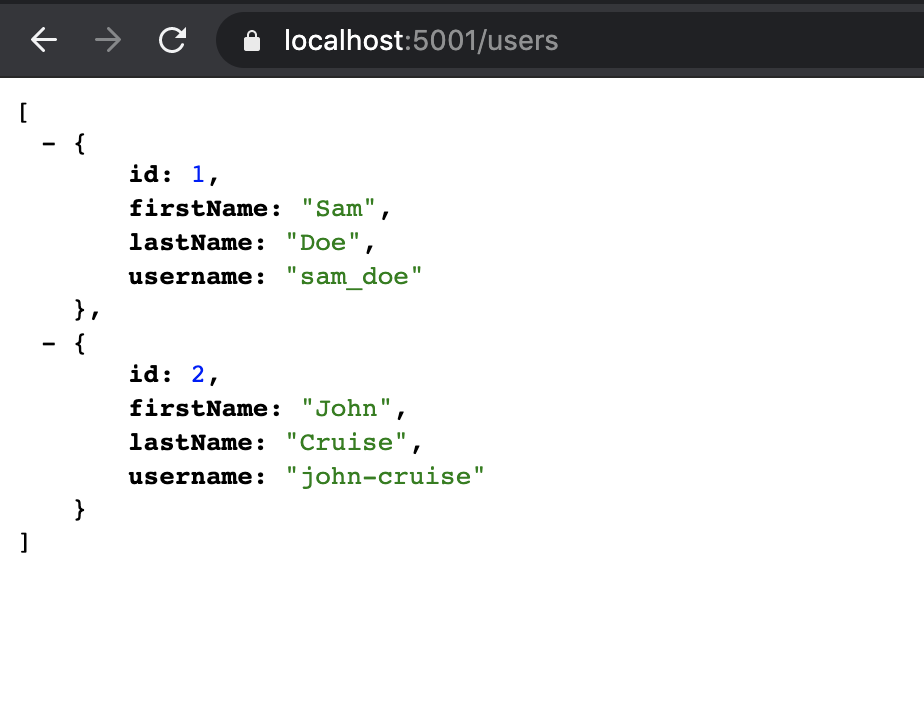 localhost:5001/users
[
- {
id: 1,
firstName: "Sam",
lastName: "Doe",
username: "sam_doe"
},
- {
id: 2,
firstName: "John",
lastName: "Cruise",
username: "john-cruise"
}
]